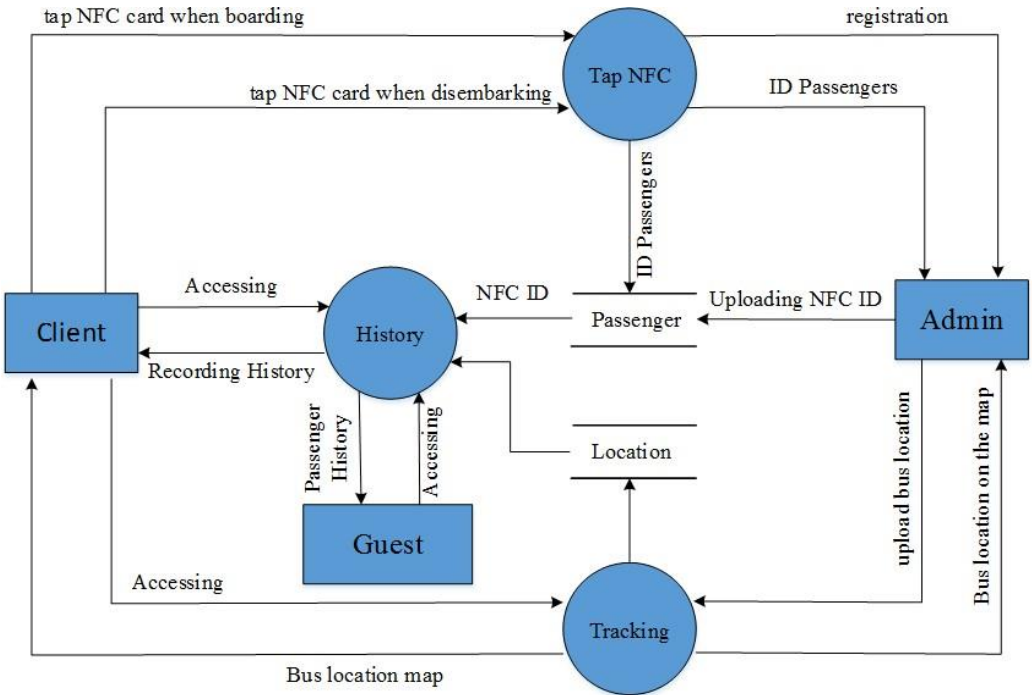 tap NFC card when boarding
registration
Tap NFC
tap NFC card when disembarking
ID Passengers
ID Passengers
Accessing
NFC ID
Uploading NFC ID
Client
History
Passenger
Admin
Recording History
Passenger
History
Accessing
Location
upload bus location
Bus location on the map
Guest
Accessing
Tracking
Bus location map